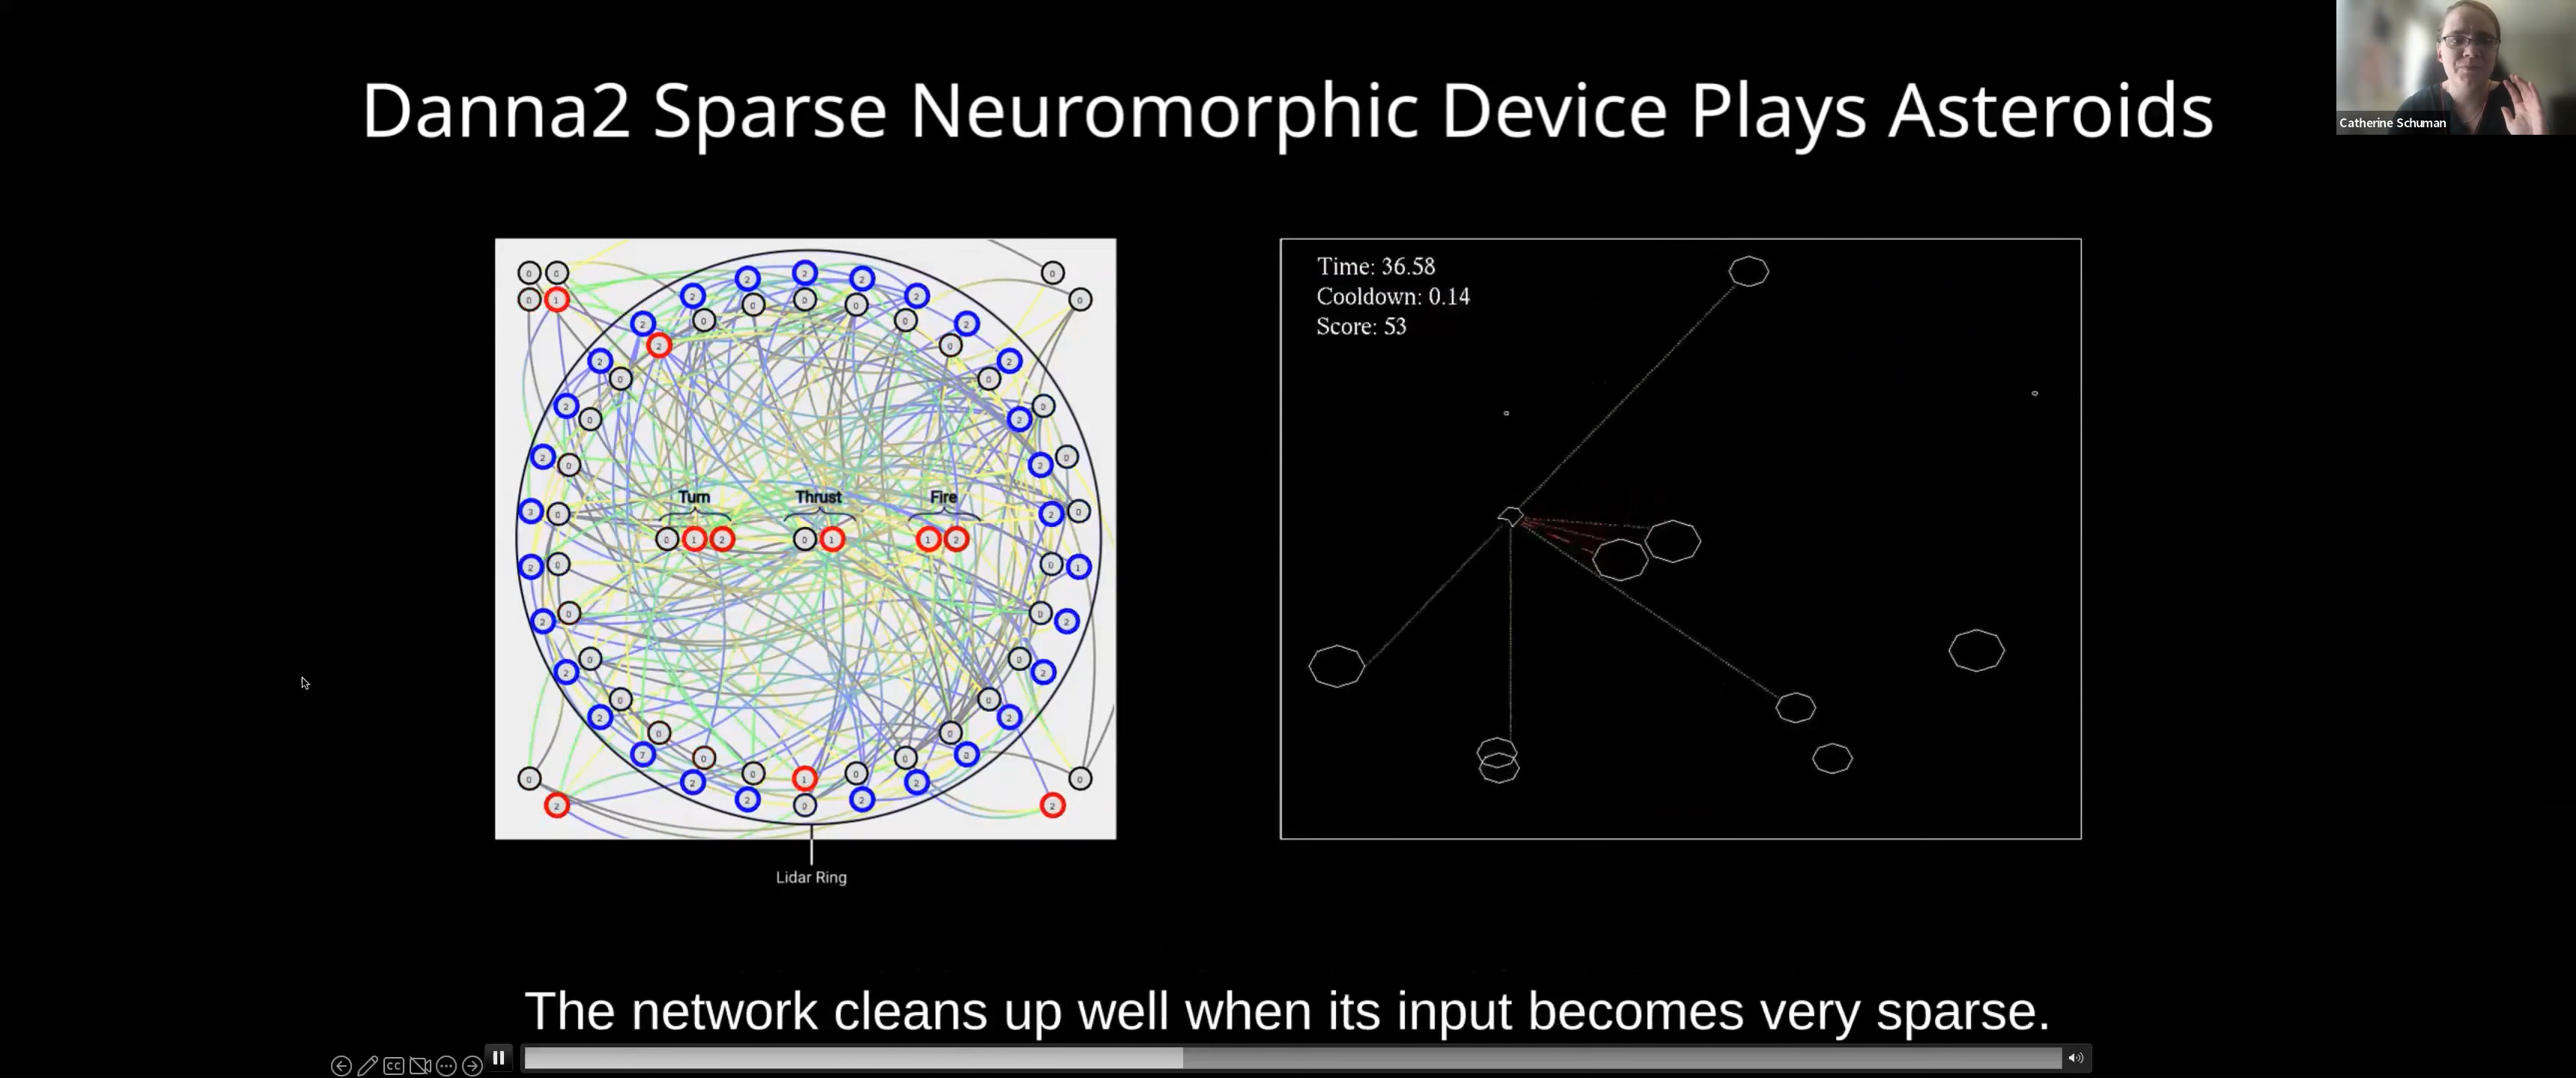 Danna2 Sparse Neuromorphic Device Plays Asteroids
Catherine Schuman
Turn
Thrust
Fire
Lidar Ring
Time: 36.58
Cooldown: 0.14
Score: 53
The network cleans up well when its input becomes very sparse.
CC